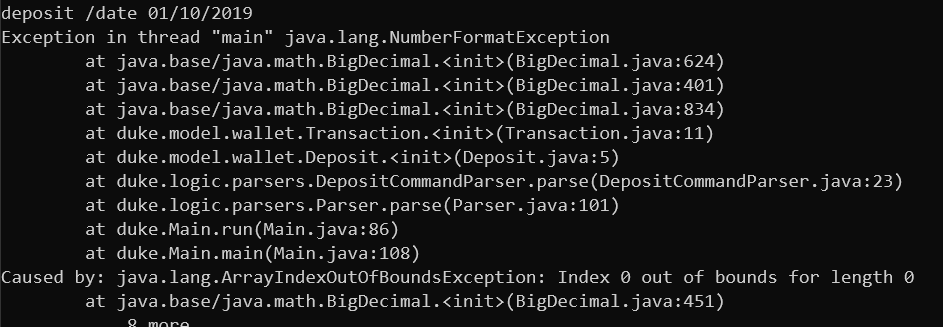 deposit /date 01/10/2019
Exception in thread "main" java.lang.NumberFormatException
        at java.base/java.math.BigDecimal.<init>(BigDecimal.java:624)
        at java.base/java.math.BigDecimal.<init>(BigDecimal.java:401)
        at java.base/java.math.BigDecimal.<init>(BigDecimal.java:834)
        at duke.model.wallet.Transaction.<init>(Transaction.java:11)
        at duke.model.wallet.Deposit.<init>(Deposit.java:5)
        at duke.logic.parsers.DepositCommandParser.parse(DepositCommandParser.java:23)
        at duke.logic.parsers.Parser.parse(Parser.java:101)
        at duke.Main.run(Main.java:86)
        at duke.Main.main(Main.java:108)
Caused by: java.lang.ArrayIndexOutOfBoundsException: Index 0 out of bounds for length 0
        at java.base/java.math.BigDecimal.<init>(BigDecimal.java:451)
        ... 8 more